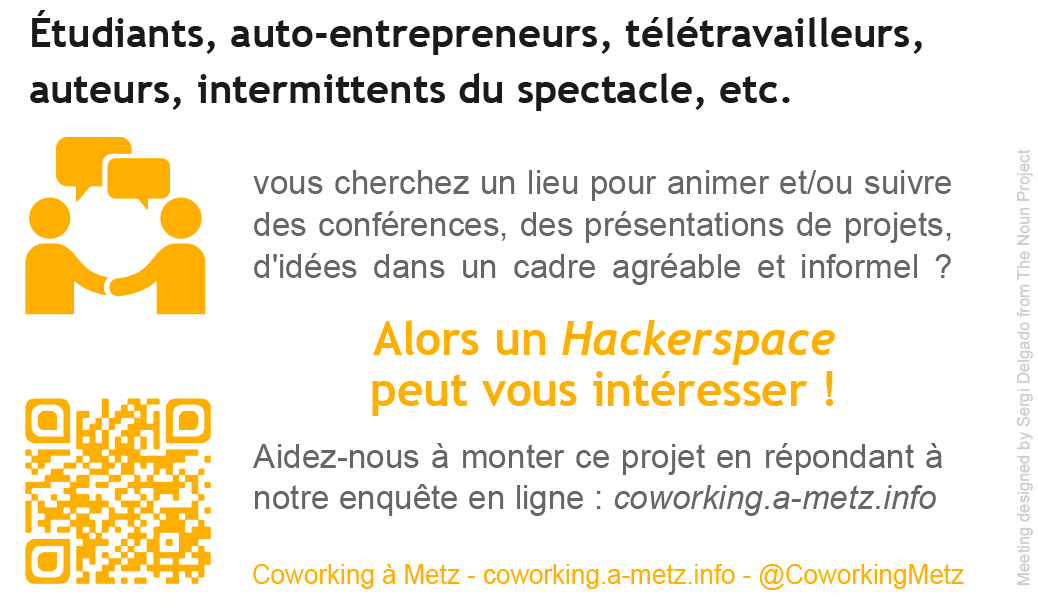 Étudiants, auto-entrepreneurs, télétravailleurs,
auteurs, intermittents du spectacle, etc.
vous cherchez un lieu pour animer et/ou suivre
des conférences, des présentations de projets,
d'idées dans un cadre agréable et informel ?
Alors un Hackerspace
peut vous intéresser !
Aidez-nous à monter ce projet en répondant à
notre enquête en ligne : coworking.a-metz.info
Coworking à Metz - coworking.a-metz.info - @CoworkingMetz
Meeting designed by Sergi Delgado from The Noun Project